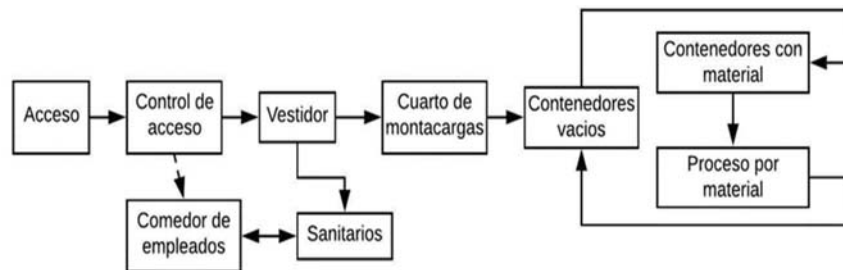 Acceso
Control de
acceso
Vestidor
Cuarto de
montacargas
Contenedores
vacios
Contenedores con
material
Proceso por
material
Comedor de
empleados
Sanitarios